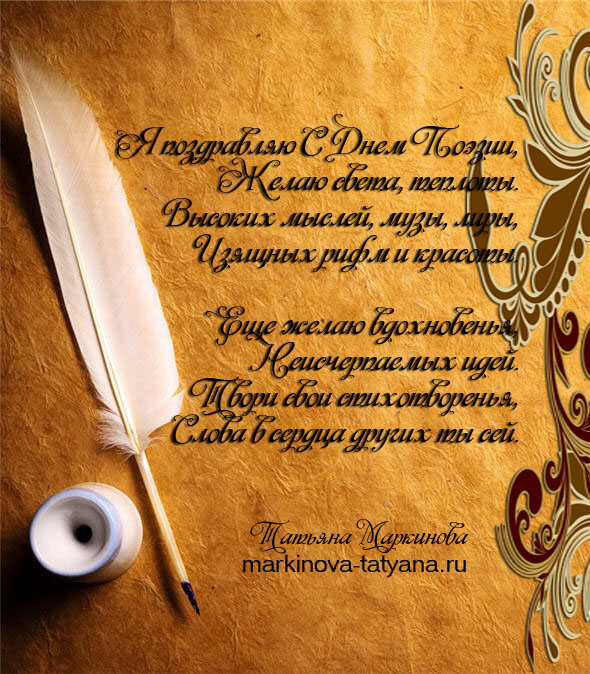 Я поздравляю С Днем Поэзии,
Желаю света, теплоты.
Высоких мыслей, музы, лиры,
Изящных рифм и красоты.
Еще желаю вдохновенья,
Неисчерпаемых идей.
Твори свои стихотворенья,
Слова в сердца других ты сей.
Татьяна Маркинова
markinova-tatyana.ru